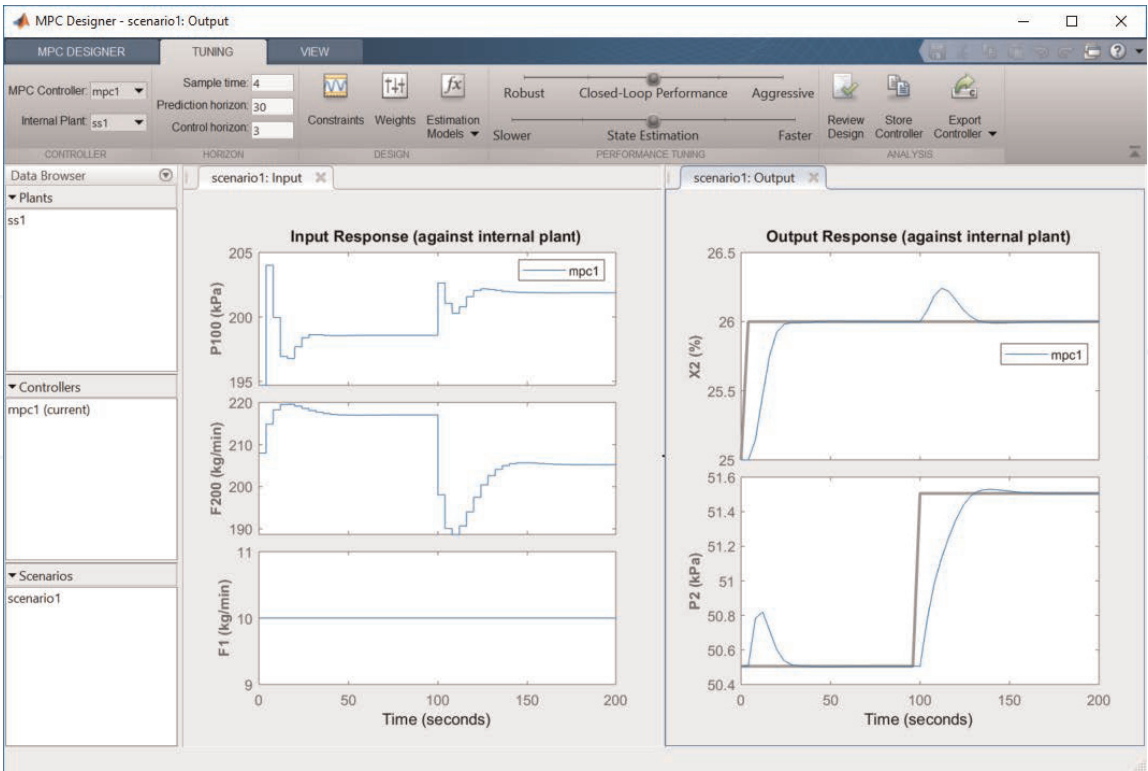 MPC Designer - scenario1: Output
MPC DESIGNER
TUNING
VIEW
MPC Controller: mpc1
Internal Plant: ss1
CONTROLLER
Sample time: 4
Prediction horizon: 30
Control horizon: 3
HORIZON
Constraints
Weights
Estimation
Models
DESIGN
Robust Closed-Loop Performance Aggressive
Slower State Estimation Faster
PERFORMANCE TUNING
Review
Design
Store
Controller
Export
Controller
ANALYSIS
Data Browser
Plants
ss1
Controllers
mpc1 (current)
Scenarios
scenario1
scenario1: Input
Input Response (against internal plant)
205
200
195
P100 (kPa)
mpc1
220
210
200
190
F200 (kg/min)
11
10
9
F1 (kg/min)
0 50 100 150 200
Time (seconds)
scenario1: Output
Output Response (against internal plant)
26.5
26
25.5
25
X2 (%)
mpc1
51.6
51.4
51.2
51
50.8
50.6
50.4
P2 (kPa)
0 50 100 150 200
Time (seconds)